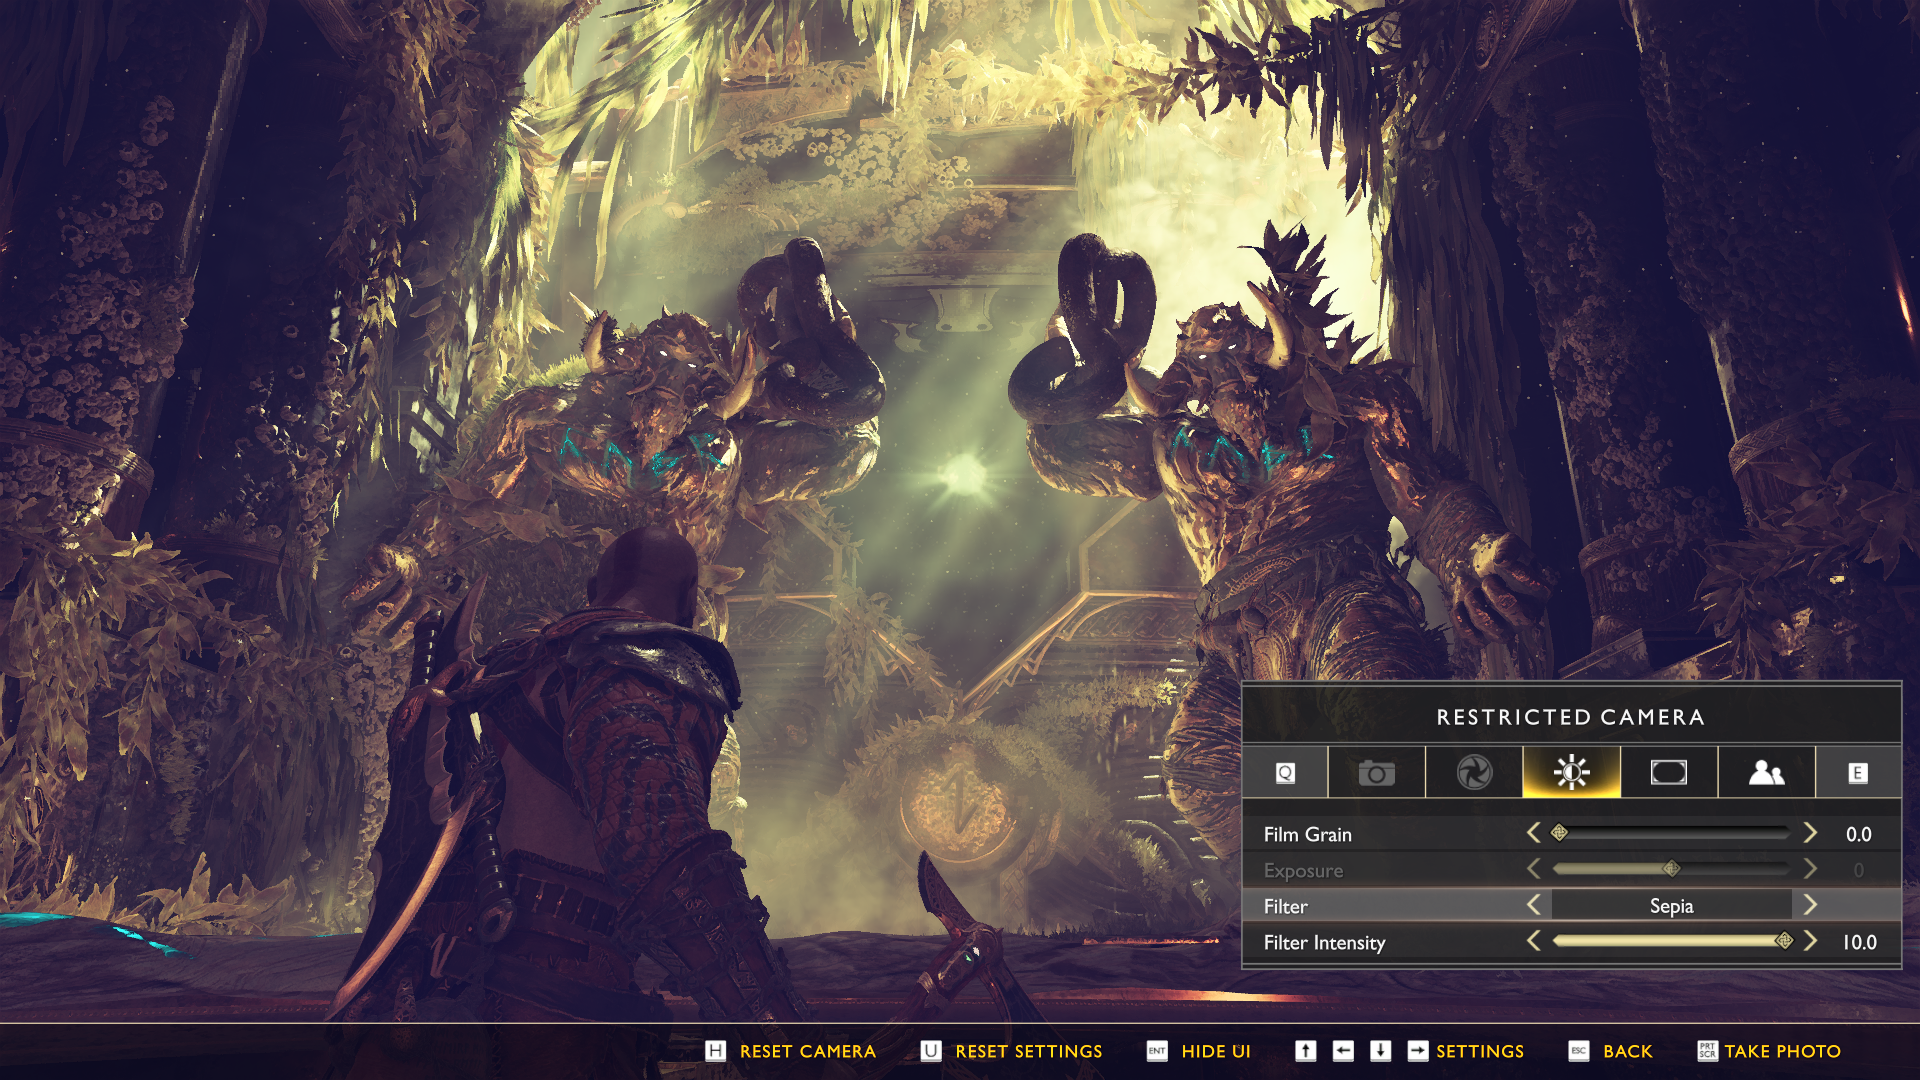 RESTRICTED CAMERA
Q E
Film Grain 0.0
Exposure 0
Filter Sepia
Filter Intensity 10.0
H RESET CAMERA U RESET SETTINGS ENT HIDE UI SETTINGS ESC BACK PRT SCR TAKE PHOTO